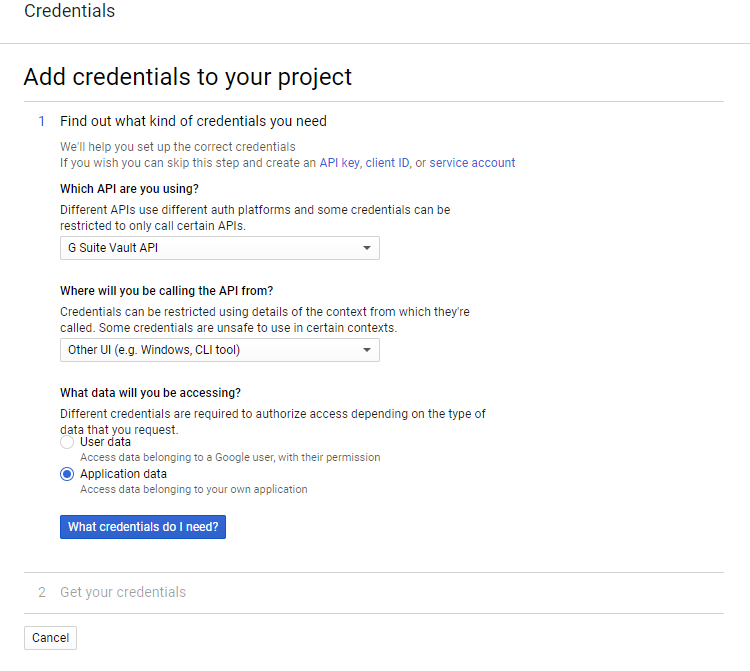 Credentials
Add credentials to your project
1 Find out what kind of credentials you need
We'll help you set up the correct credentials
If you wish you can skip this step and create an API key, client ID, or service account
Which API are you using?
Different APIs use different auth platforms and some credentials can be
restricted to only call certain APIs.
G Suite Vault API
Where will you be calling the API from?
Credentials can be restricted using details of the context from which they're
called. Some credentials are unsafe to use in certain contexts.
Other UI (e.g. Windows, CLI tool)
What data will you be accessing?
Different credentials are required to authorize access depending on the type of
data that you request.
User data
Access data belonging to a Google user, with their permission
Application data
Access data belonging to your own application
What credentials do I need?
2 Get your credentials
Cancel